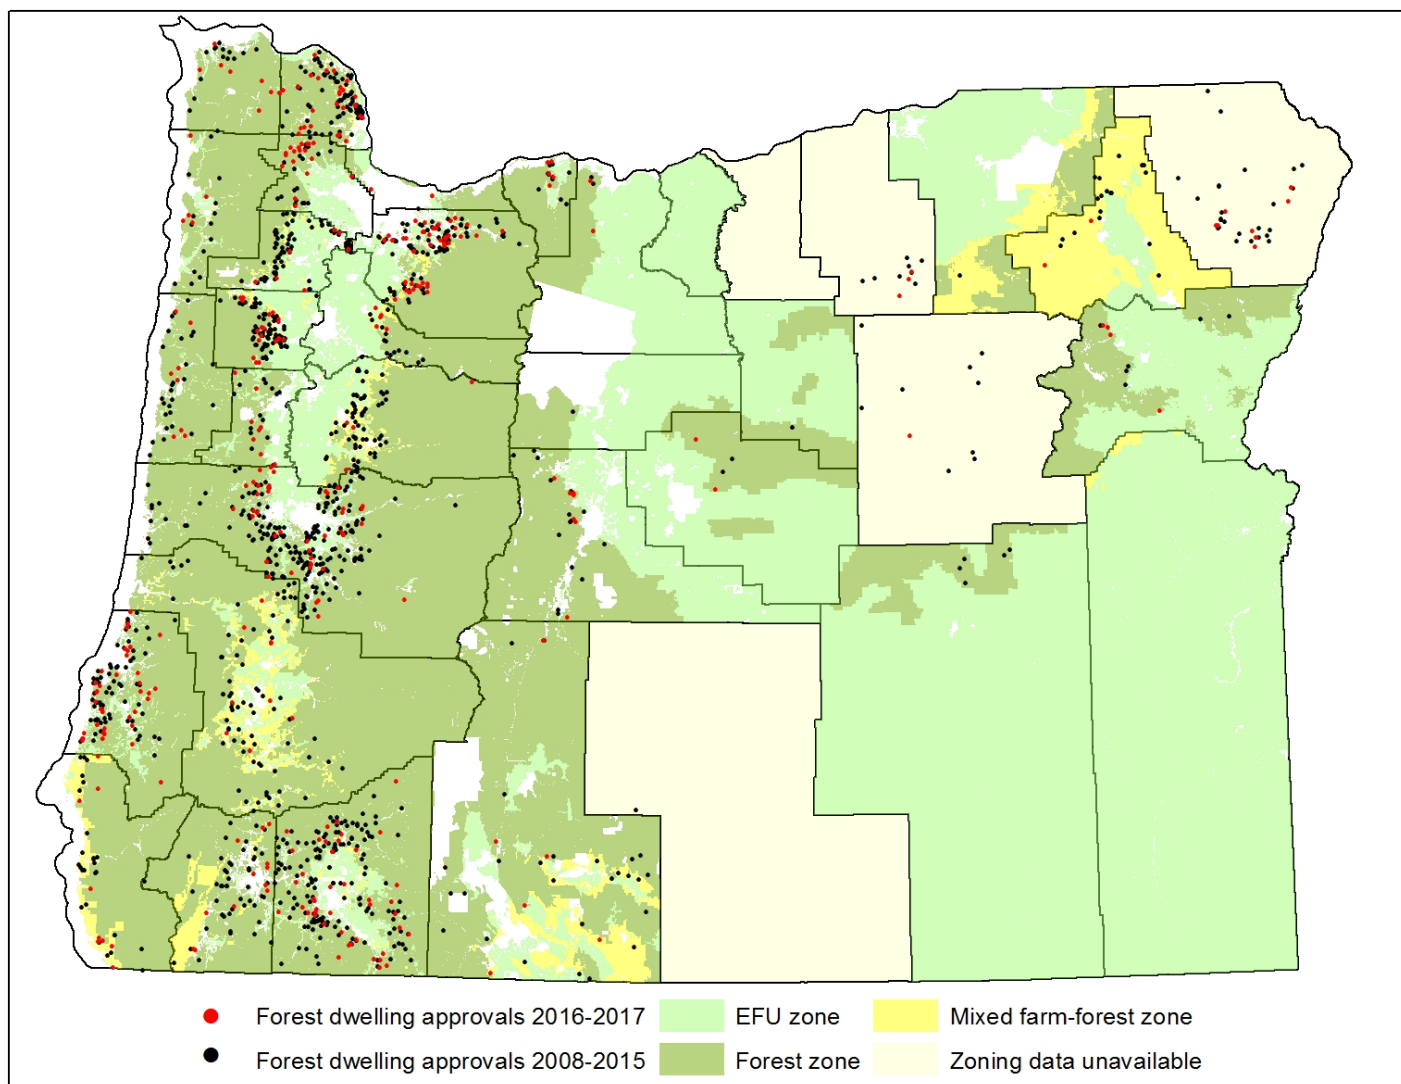 Forest dwelling approvals 2016-2017
EFU zone
Mixed farm-forest zone
Forest dwelling approvals 2008-2015
Forest zone
Zoning data unavailable